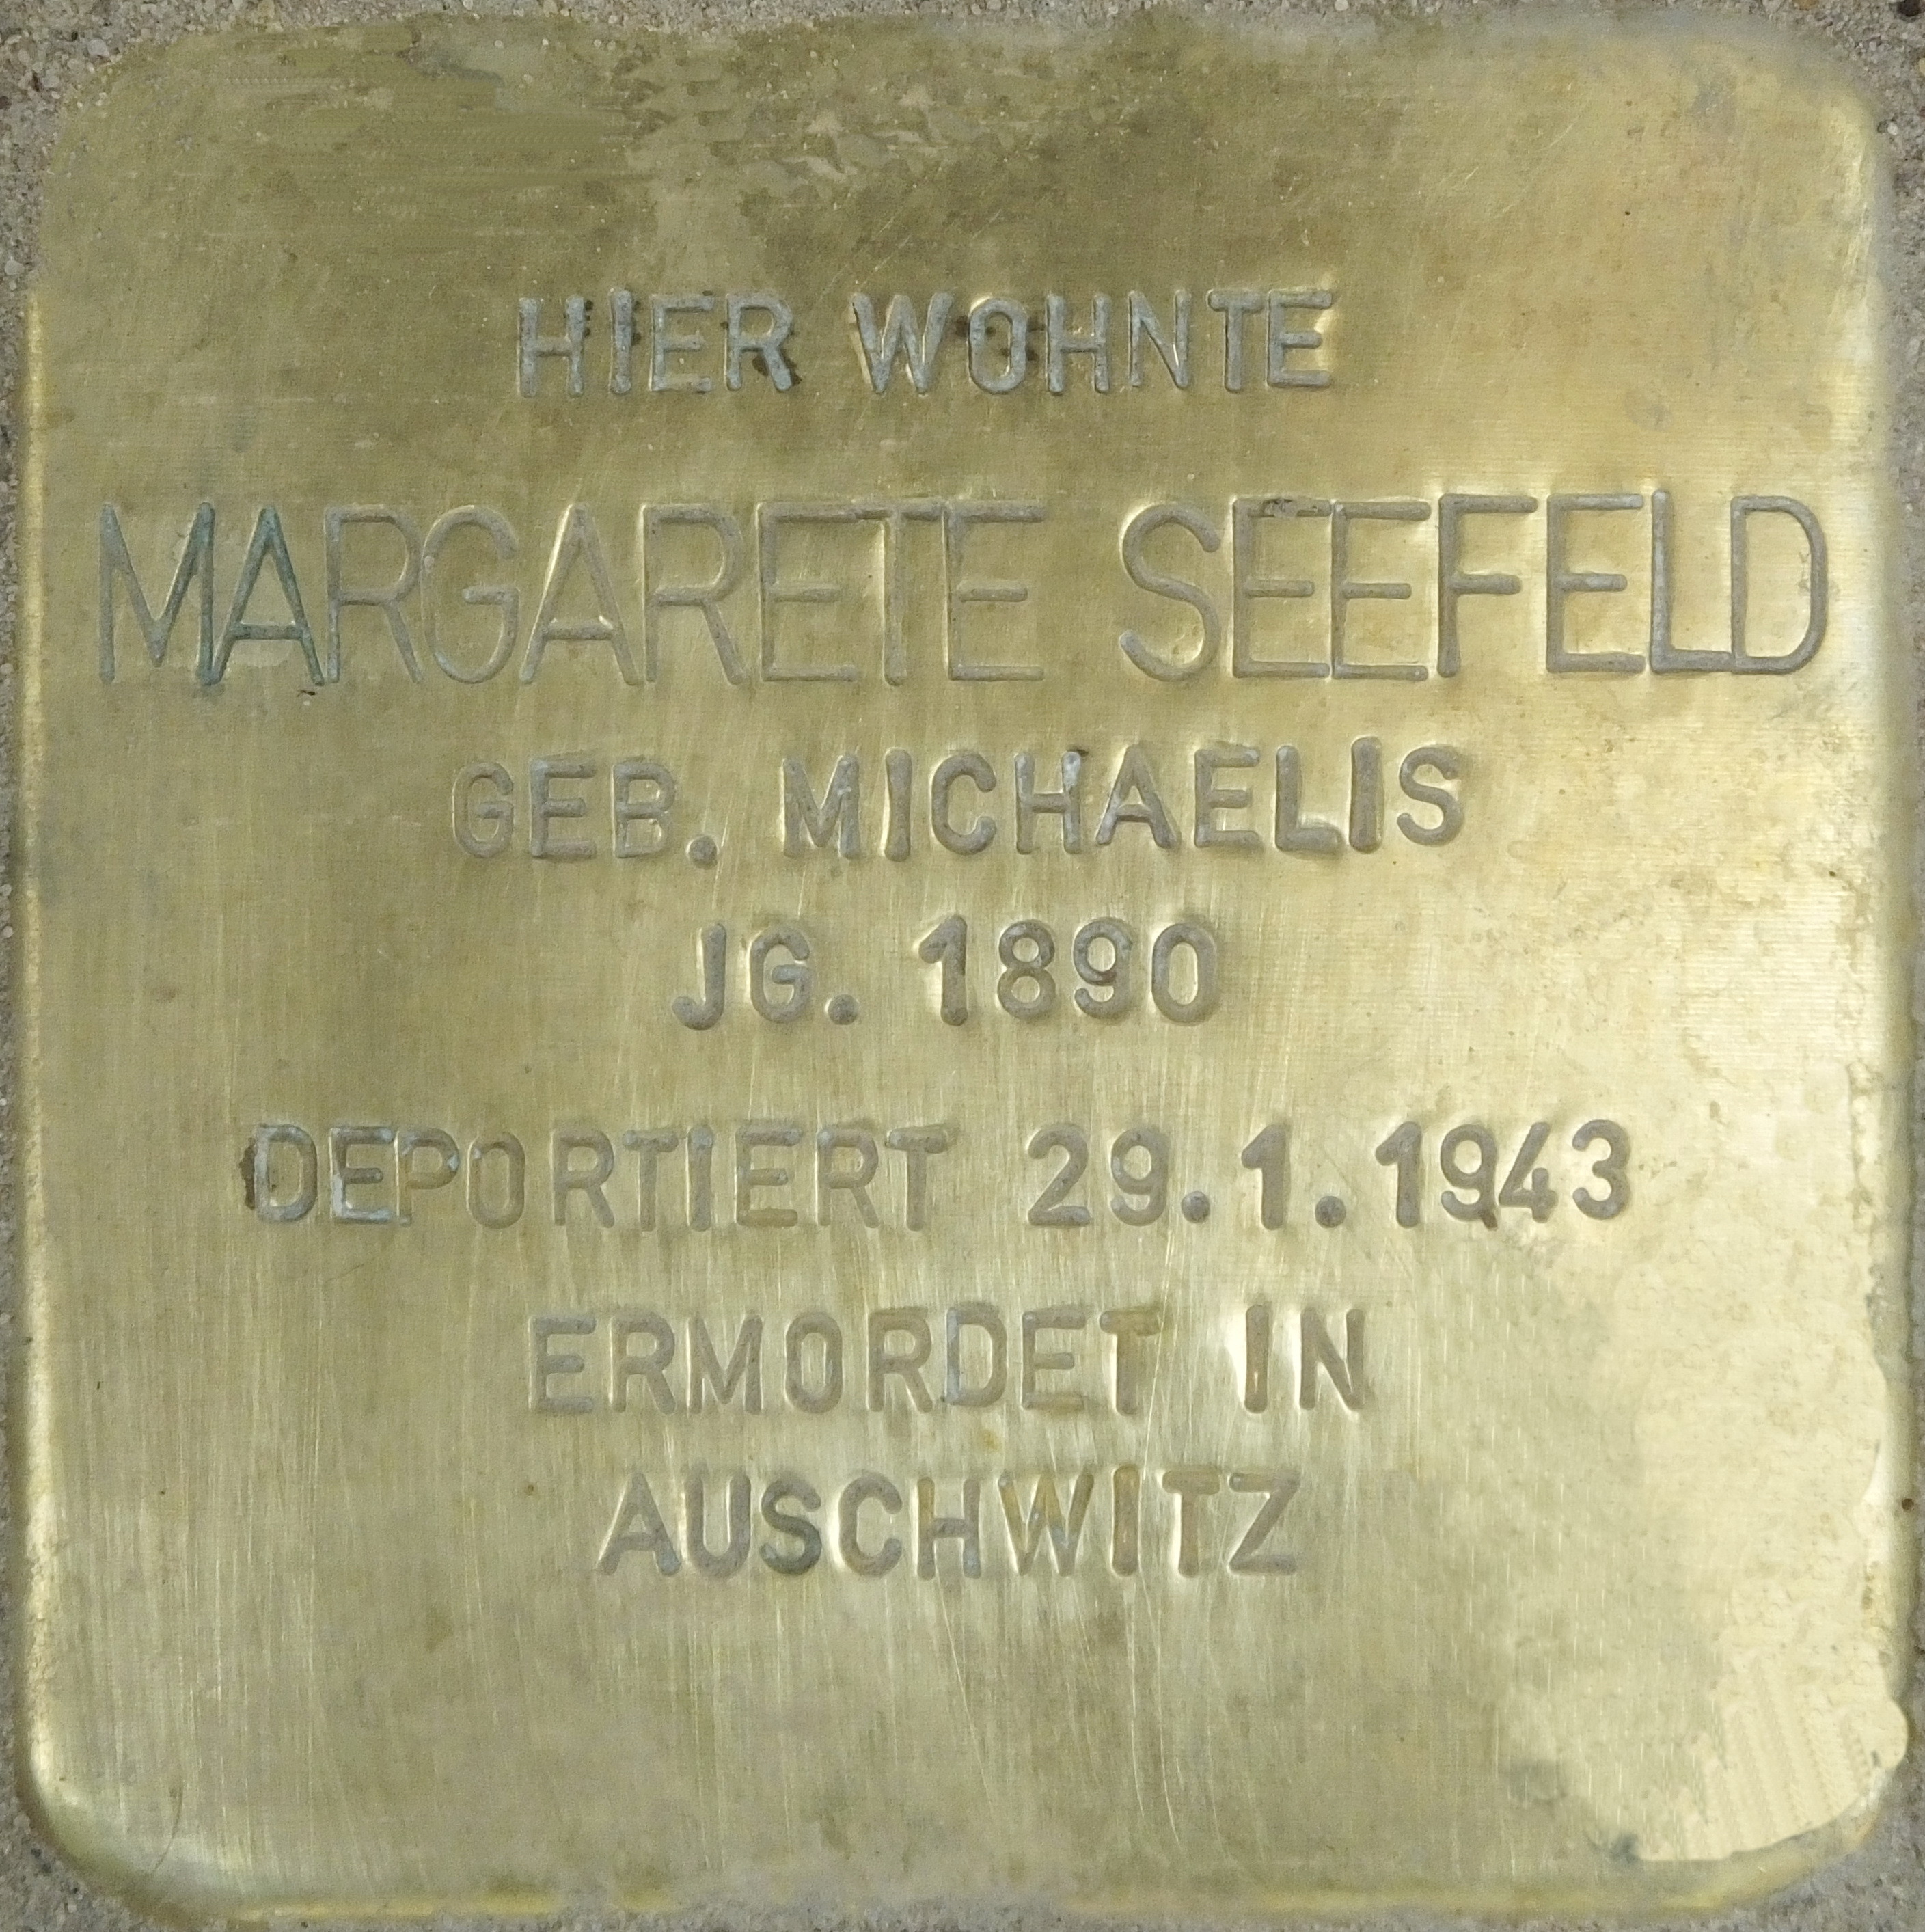 HIER WOHNTE
MARGARETE SEEFELD
GEB. MICHAELIS
JG. 1890
DEPORTIERT 29.1.1943
ERMORDET IN
AUSCHWITZ